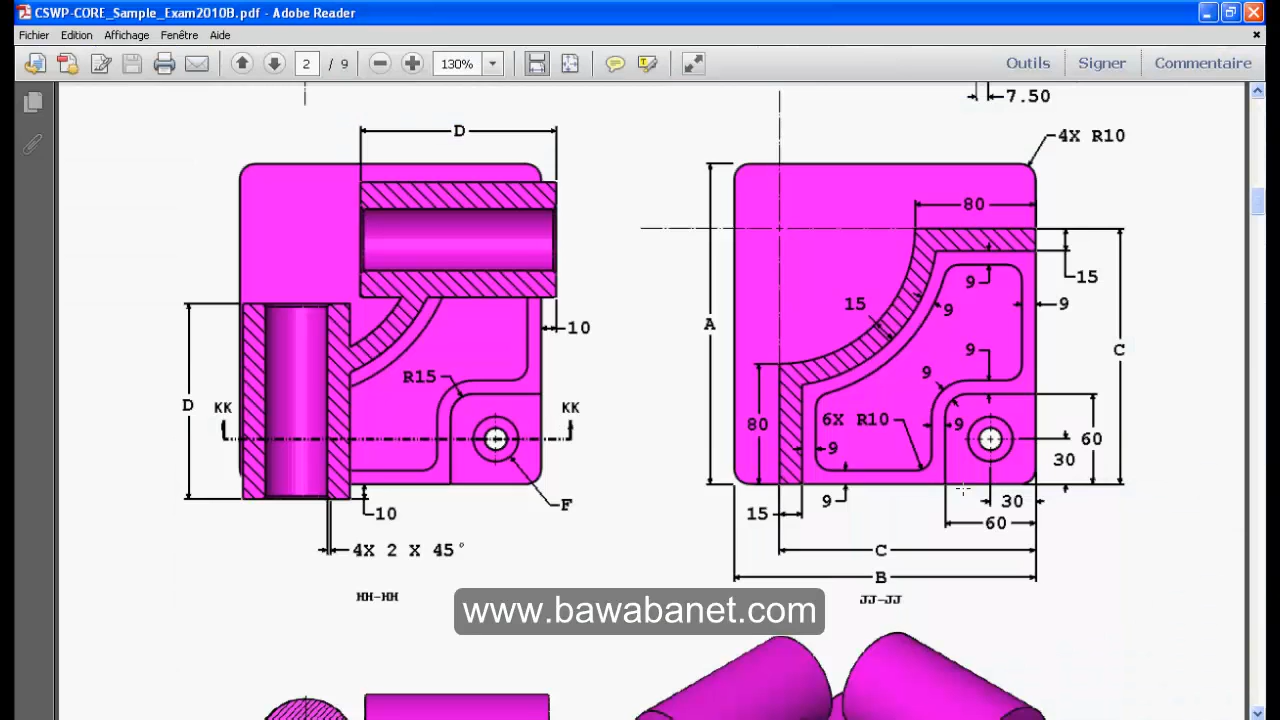 CSWP-CORE_Sample_Exam2010B.pdf - Adobe Reader
Fichier Edition Affichage Fenêtre Aide
2 / 9 130% Outils Signer Commentaire
7.50
D
4X R10
80
15
9
15
9
9
10
A
9
C
R15
9
D
KK
KK
80
6X R10
9
60
9
30
F
10
15
9
30
60
4X 2 X 45°
C
B
HH-HH
JJ-JJ
www.bawabanet.com